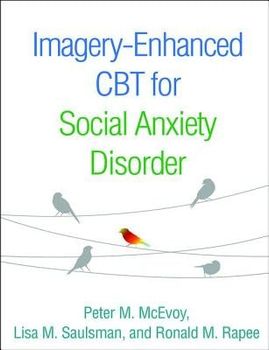 Imagery-Enhanced
CBT for
Social Anxiety
Disorder
Peter M. McEvoy,
Lisa M. Saulsman, and Ronald M. Rapee